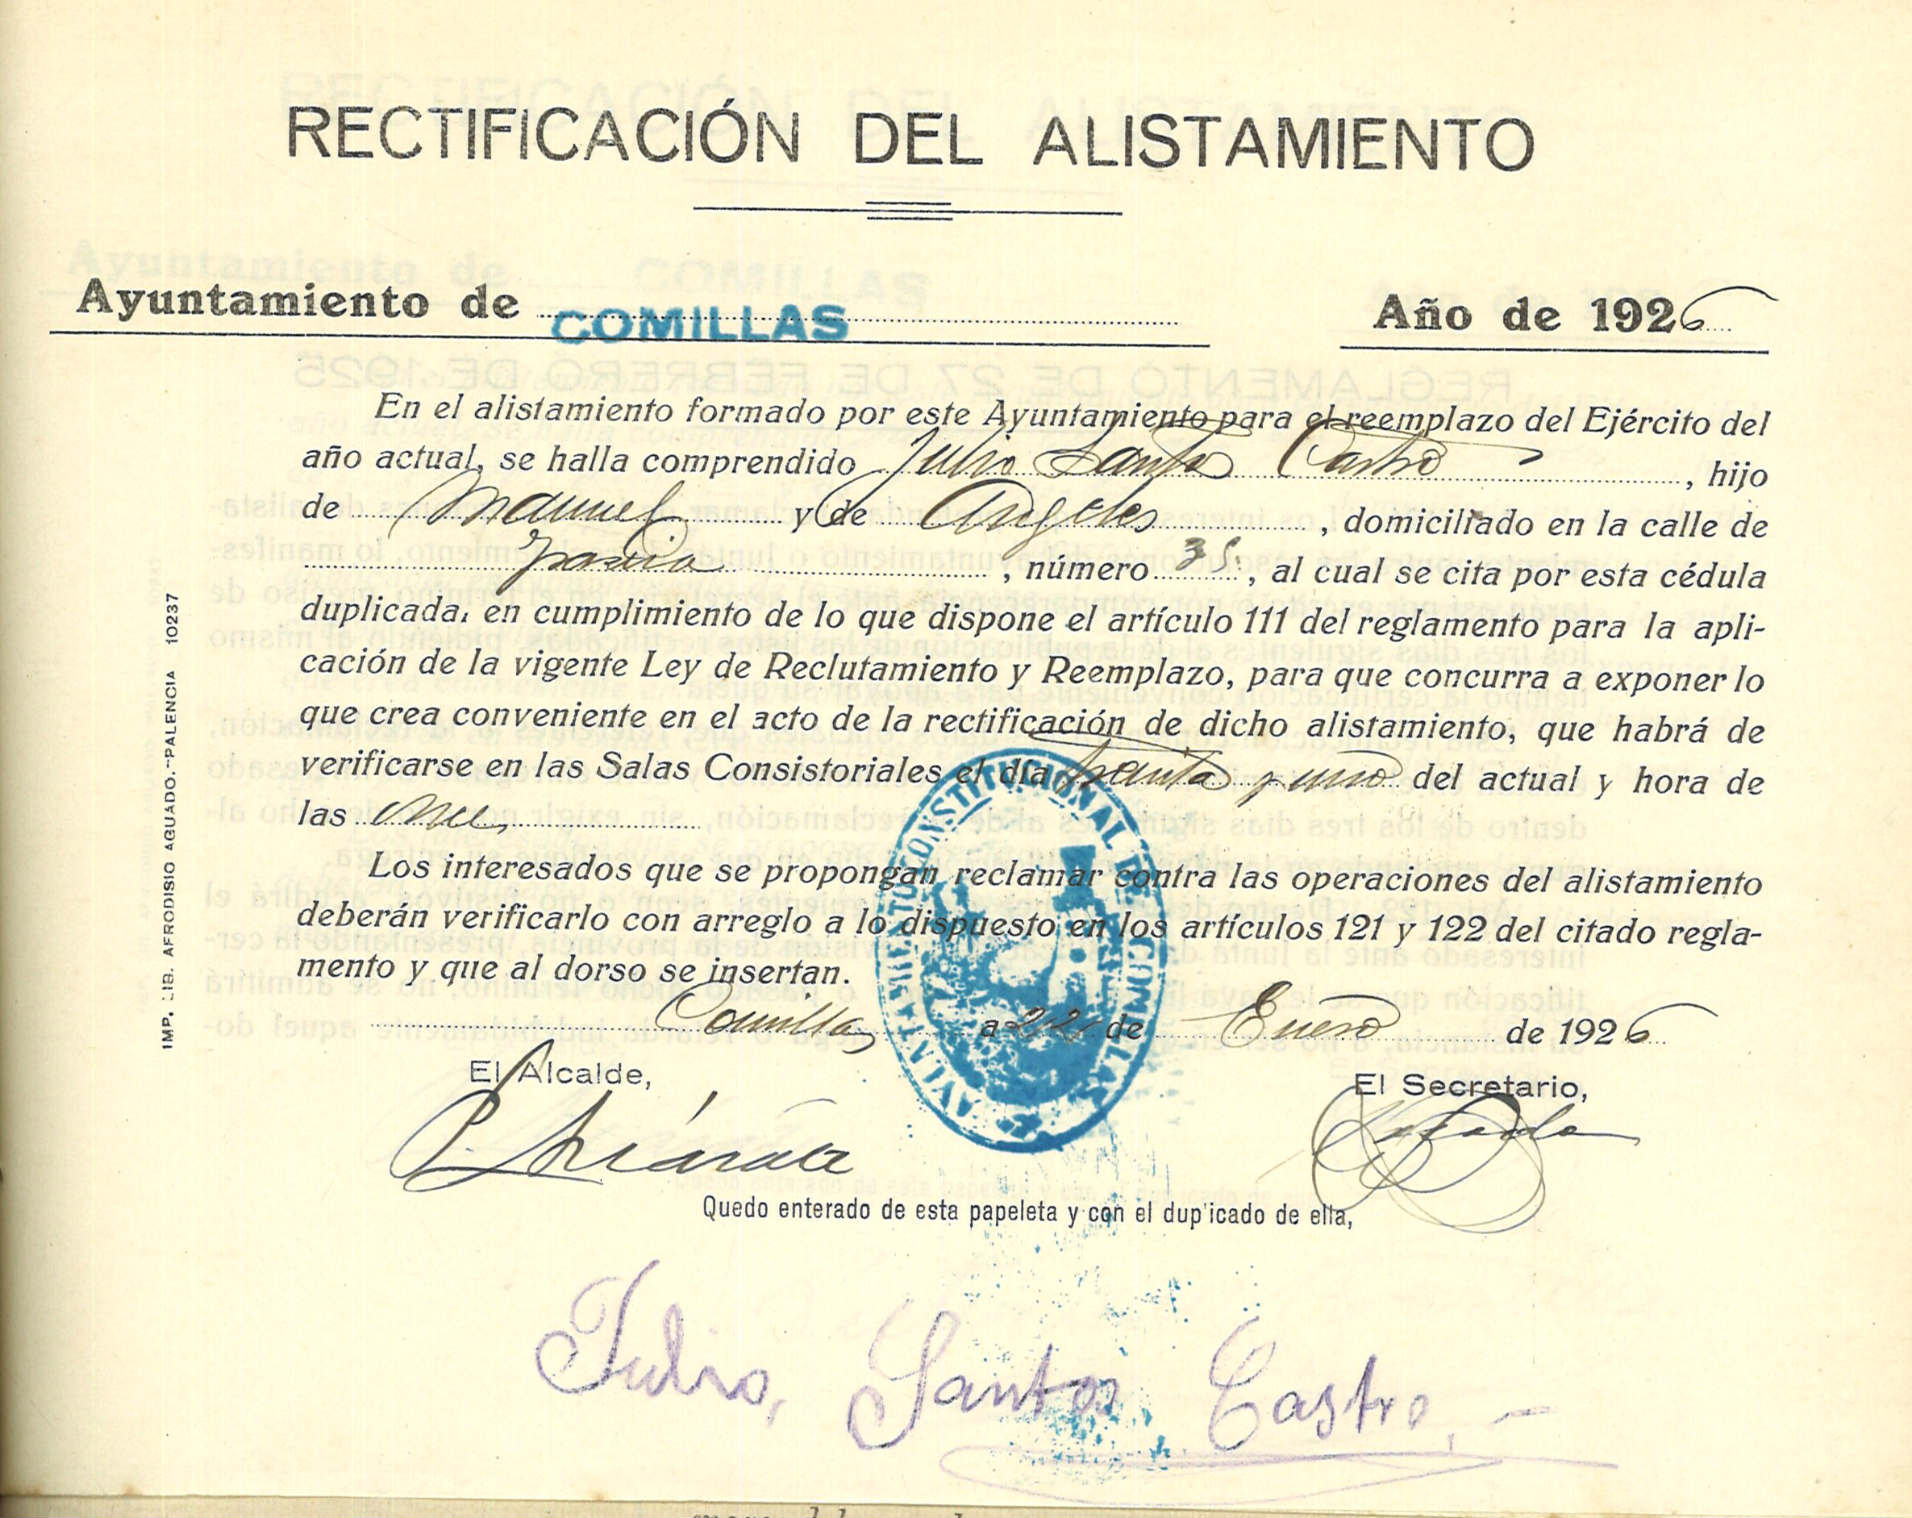 RECTIFICACIÓN DEL ALISTAMIENTO
Ayuntamiento de COMILLAS
Año de 1926
En el alistamiento formado por este Ayuntamiento para el reemplazo del Ejército del
año actual, se halla comprendido Julio Santos Castro, hijo
de Manuel y de Angeles, domiciliado en la calle de
, número 35, al cual se cita por esta cédula
duplicada, en cumplimiento de lo que dispone el artículo 111 del reglamento para la apli-
cación de la vigente Ley de Reclutamiento y Reemplazo, para que concurra a exponer lo
que crea conveniente en el acto de la rectificación de dicho alistamiento, que habrá de
verificarse en las Salas Consistoriales el día treinta y uno del actual y hora de
las once
Los interesados que se propongan reclamar contra las operaciones del alistamiento
deberán verificarlo con arreglo a lo dispuesto en los artículos 121 y 122 del citado regla-
mento y que al dorso se insertan.
Comillas a 22 de Enero de 1926
El Alcalde,
El Secretario,
AYUNTAMIENTO CONSTITUCIONAL DE COMILLAS
Quedo enterado de esta papeleta y con el duplicado de ella,
Julio, Santos Castro,
IMP. LIB. AFRODISIO AGUADO.-PALENCIA 10237